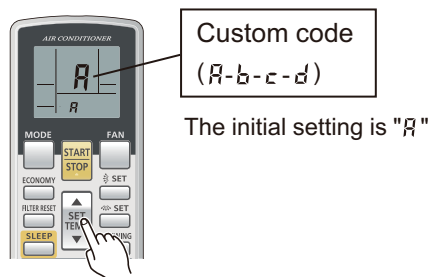 Custom code
(A-b-c-d)
The initial setting is "A"
AIR CONDITIONER
A
A
MODE
FAN
START
STOP
ECONOMY
SET
FILTER RESET
SET
TEM
SET
SLEEP